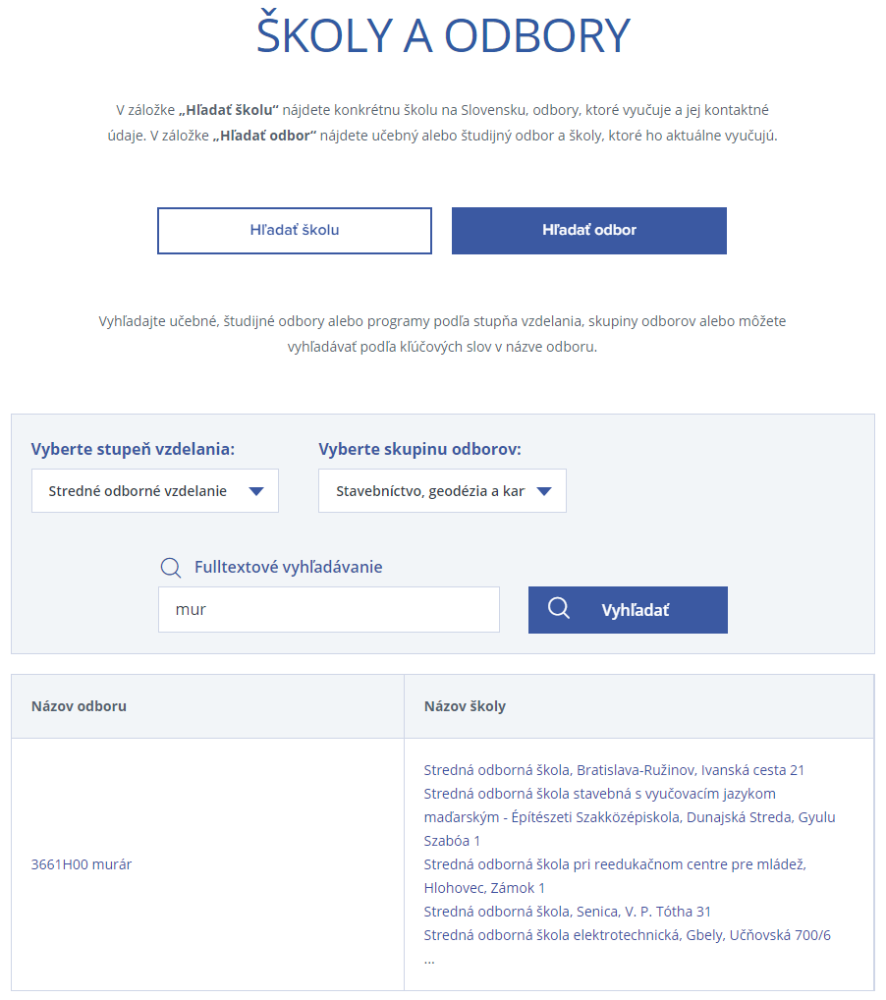 ŠKOLY A ODBORY
V záložke „Hľadať školu“ nájdete konkrétnu školu na Slovensku, odbory, ktoré vyučuje a jej kontaktné
údaje. V záložke „Hľadať odbor“ nájdete učebný alebo študijný odbor a školy, ktoré ho aktuálne vyučujú.
Hľadať školu
Hľadať odbor
Vyhľadajte učebné, študijné odbory alebo programy podľa stupňa vzdelania, skupiny odborov alebo môžete
vyhľadávať podľa kľúčových slov v názve odboru.
Vyberte stupeň vzdelania:
Vyberte skupinu odborov:
Stredné odborné vzdelanie
Stavebníctvo, geodézia a kar
Fulltextové vyhľadávanie
mur
Vyhľadať
Názov odboru
Názov školy
3661H00 murár
Stredná odborná škola, Bratislava-Ružinov, Ivanská cesta 21
Stredná odborná škola stavebná s vyučovacím jazykom
maďarským - Építészeti Szakközépiskola, Dunajská Streda, Gyulu
Szabóa 1
Stredná odborná škola pri reedukačnom centre pre mládež,
Hlohovec, Zámok 1
Stredná odborná škola, Senica, V. P. Tótha 31
Stredná odborná škola elektrotechnická, Gbely, Učňovská 700/6
...